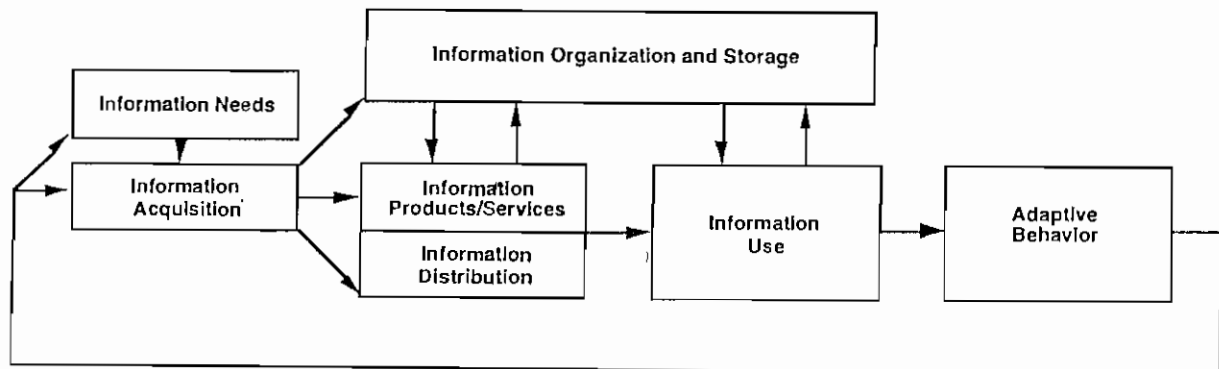 Information Organization and Storage
Information Needs
Information
Acquisition
Information
Products/Services
Information
Distribution
Information
Use
Adaptive
Behavior